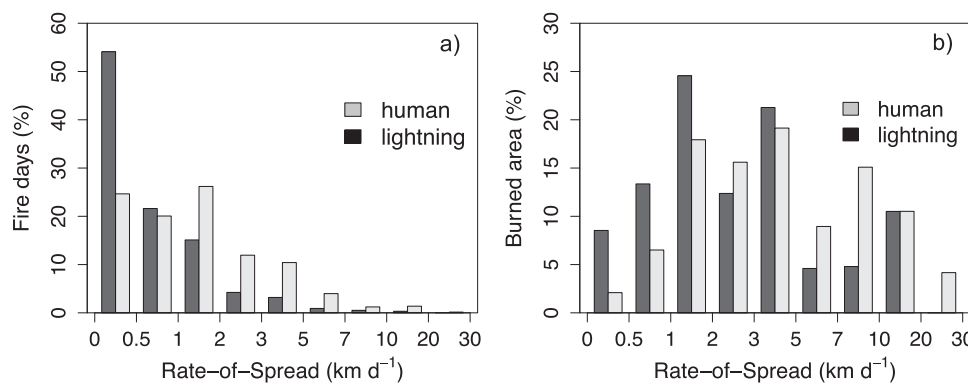 a)
human
lightning
Fire days (%)
60
50
40
30
20
10
0
0 0.5 1 2 3 5 7 10 20 30
Rate−of−Spread (km d⁻¹)
b)
human
lightning
Burned area (%)
30
25
20
15
10
5
0
0 0.5 1 2 3 5 7 10 20 30
Rate−of−Spread (km d⁻¹)